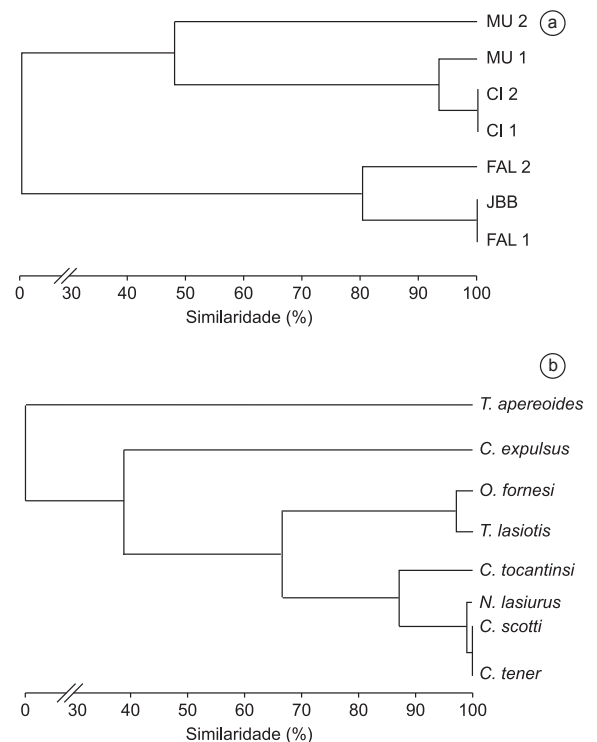 MU 2
a
MU 1
CI 2
CI 1
FAL 2
JBB
FAL 1
0 30 40 50 60 70 80 90 100
Similaridade (%)
b
T. apereoides
C. expulsus
O. fornesi
T. lasiotis
C. tocantinsi
N. lasiurus
C. scotti
C. tener
0 30 40 50 60 70 80 90 100
Similaridade (%)